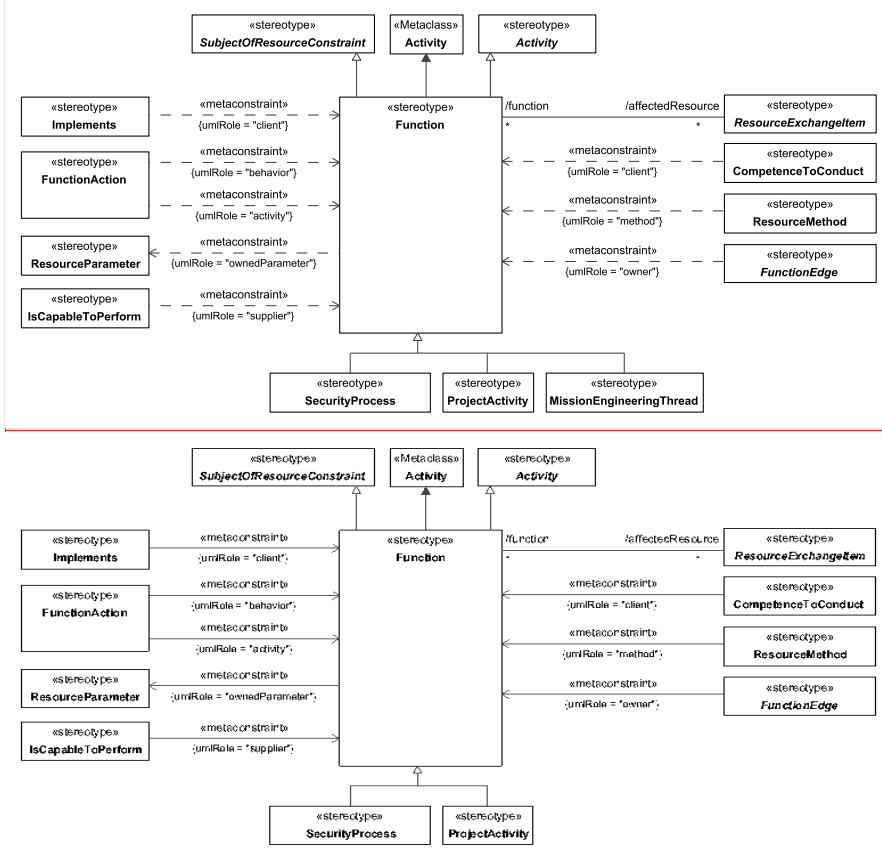 «stereotype»
SubjectOfResourceConstraint
«Metaclass»
Activity
«stereotype»
Activity
«stereotype»
Implements
«metaconstraint»
{umlRole = "client"}
«stereotype»
Function
/function
/affectedResource
*
*
«stereotype»
ResourceExchangeItem
«stereotype»
FunctionAction
«metaconstraint»
{umlRole = "behavior"}
«metaconstraint»
{umlRole = "activity"}
«metaconstraint»
{umlRole = "client"}
«stereotype»
CompetenceToConduct
«metaconstraint»
{umlRole = "method"}
«stereotype»
ResourceMethod
«stereotype»
ResourceParameter
«metaconstraint»
{umlRole = "ownedParameter"}
«metaconstraint»
{umlRole = "owner"}
«stereotype»
FunctionEdge
«stereotype»
IsCapableToPerform
«metaconstraint»
{umlRole = "supplier"}
«stereotype»
SecurityProcess
«stereotype»
ProjectActivity
«stereotype»
MissionEngineeringThread
«stereotype»
SubjectOfResourceConstraint
«Metaclass»
Activity
«stereotype»
Activity
«stereotype»
Implements
«metaconstraint»
{umlRole = "client"}
«stereotype»
Function
/function
/affectedResource
*
*
«stereotype»
ResourceExchangeItem
«stereotype»
FunctionAction
«metaconstraint»
{umlRole = "behavior"}
«metaconstraint»
{umlRole = "activity"}
«metaconstraint»
{umlRole = "client"}
«stereotype»
CompetenceToConduct
«metaconstraint»
{umlRole = "method"}
«stereotype»
ResourceMethod
«stereotype»
ResourceParameter
«metaconstraint»
{umlRole = "ownedParameter"}
«metaconstraint»
{umlRole = "owner"}
«stereotype»
FunctionEdge
«stereotype»
IsCapableToPerform
«metaconstraint»
{umlRole = "supplier"}
«stereotype»
SecurityProcess
«stereotype»
ProjectActivity